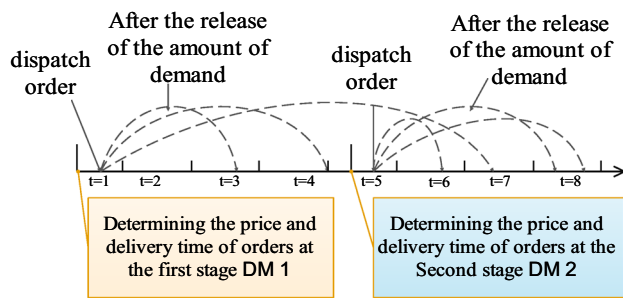 After the release
of the amount of
demand
dispatch
order
dispatch
order
After the release
of the amount of
demand
t=1
t=2
t=3
t=4
t=5
t=6
t=7
t=8
Determining the price and
delivery time of orders at
the first stage DM 1
Determining the price and
delivery time of orders at the
Second stage DM 2